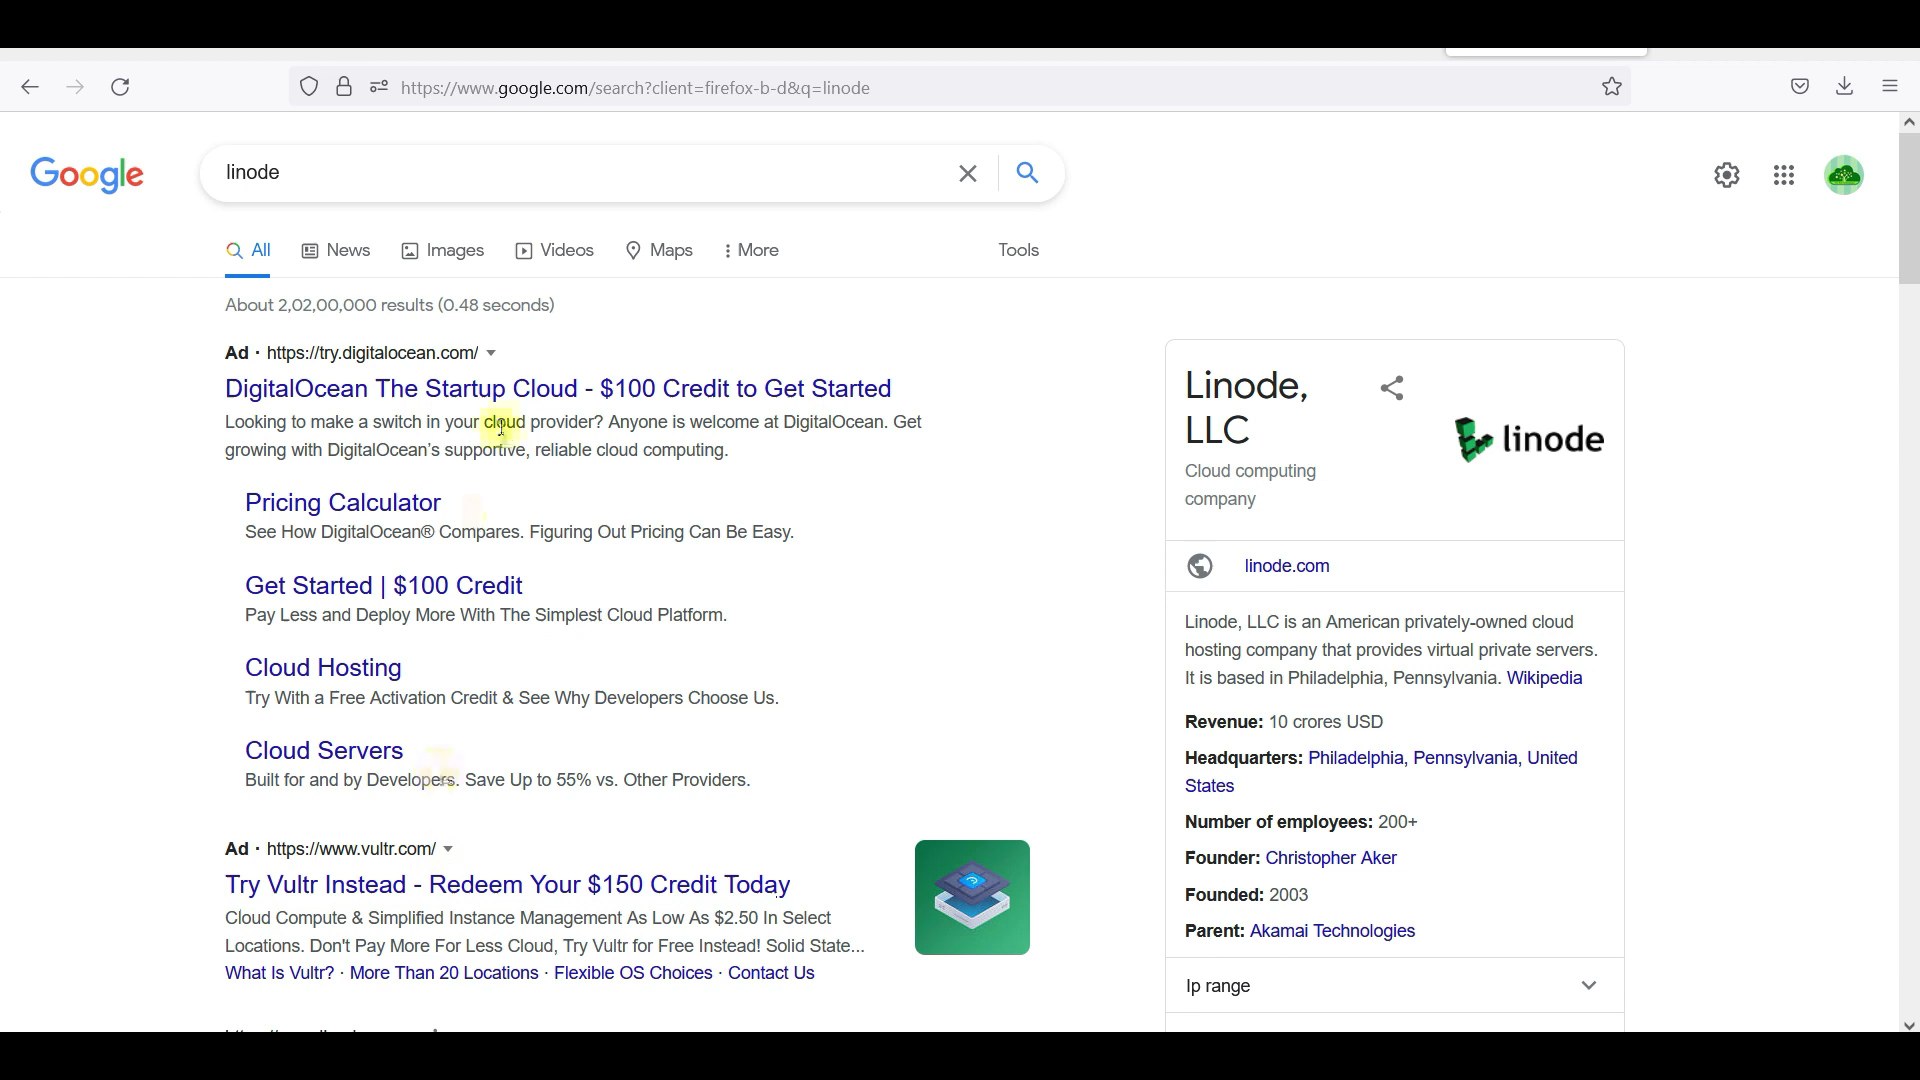 https://www.google.com/search?client=firefox-b-d&q=linode
Google
linode
All
News
Images
Videos
Maps
More
Tools
About 2,02,00,000 results (0.48 seconds)
Ad · https://try.digitalocean.com/
DigitalOcean The Startup Cloud - $100 Credit to Get Started
Looking to make a switch in your cloud provider? Anyone is welcome at DigitalOcean. Get
growing with DigitalOcean's supportive, reliable cloud computing.
Pricing Calculator
See How DigitalOcean® Compares. Figuring Out Pricing Can Be Easy.
Get Started | $100 Credit
Pay Less and Deploy More With The Simplest Cloud Platform.
Cloud Hosting
Try With a Free Activation Credit & See Why Developers Choose Us.
Cloud Servers
Built for and by Developers. Save Up to 55% vs. Other Providers.
Ad · https://www.vultr.com/
Try Vultr Instead - Redeem Your $150 Credit Today
Cloud Compute & Simplified Instance Management As Low As $2.50 In Select
Locations. Don't Pay More For Less Cloud, Try Vultr for Free Instead! Solid State...
What Is Vultr? · More Than 20 Locations · Flexible OS Choices · Contact Us
Linode,
LLC
Cloud computing
company
linode
linode.com
Linode, LLC is an American privately-owned cloud
hosting company that provides virtual private servers.
It is based in Philadelphia, Pennsylvania. Wikipedia
Revenue: 10 crores USD
Headquarters: Philadelphia, Pennsylvania, United
States
Number of employees: 200+
Founder: Christopher Aker
Founded: 2003
Parent: Akamai Technologies
Ip range